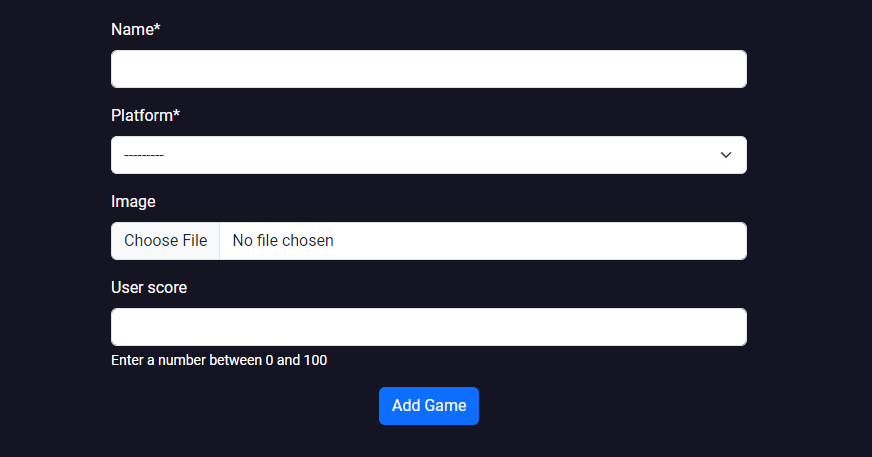 Name*
Platform*
---------
Image
Choose File No file chosen
User score
Enter a number between 0 and 100
Add Game